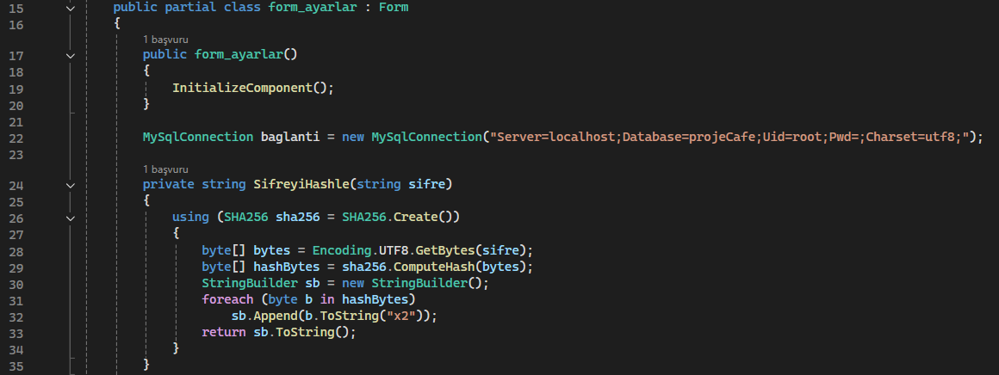 15 public partial class form_ayarlar : Form
16 {
1 başvuru
17 public form_ayarlar()
18 {
19 InitializeComponent();
20 }
21
22 MySqlConnection baglanti = new MySqlConnection("Server=localhost;Database=projeCafe;Uid=root;Pwd=;Charset=utf8;");
23
1 başvuru
24 private string SifreyiHashle(string sifre)
25 {
26 using (SHA256 sha256 = SHA256.Create())
27 {
28 byte[] bytes = Encoding.UTF8.GetBytes(sifre);
29 byte[] hashBytes = sha256.ComputeHash(bytes);
30 StringBuilder sb = new StringBuilder();
31 foreach (byte b in hashBytes)
32 sb.Append(b.ToString("x2"));
33 return sb.ToString();
34 }
35 }